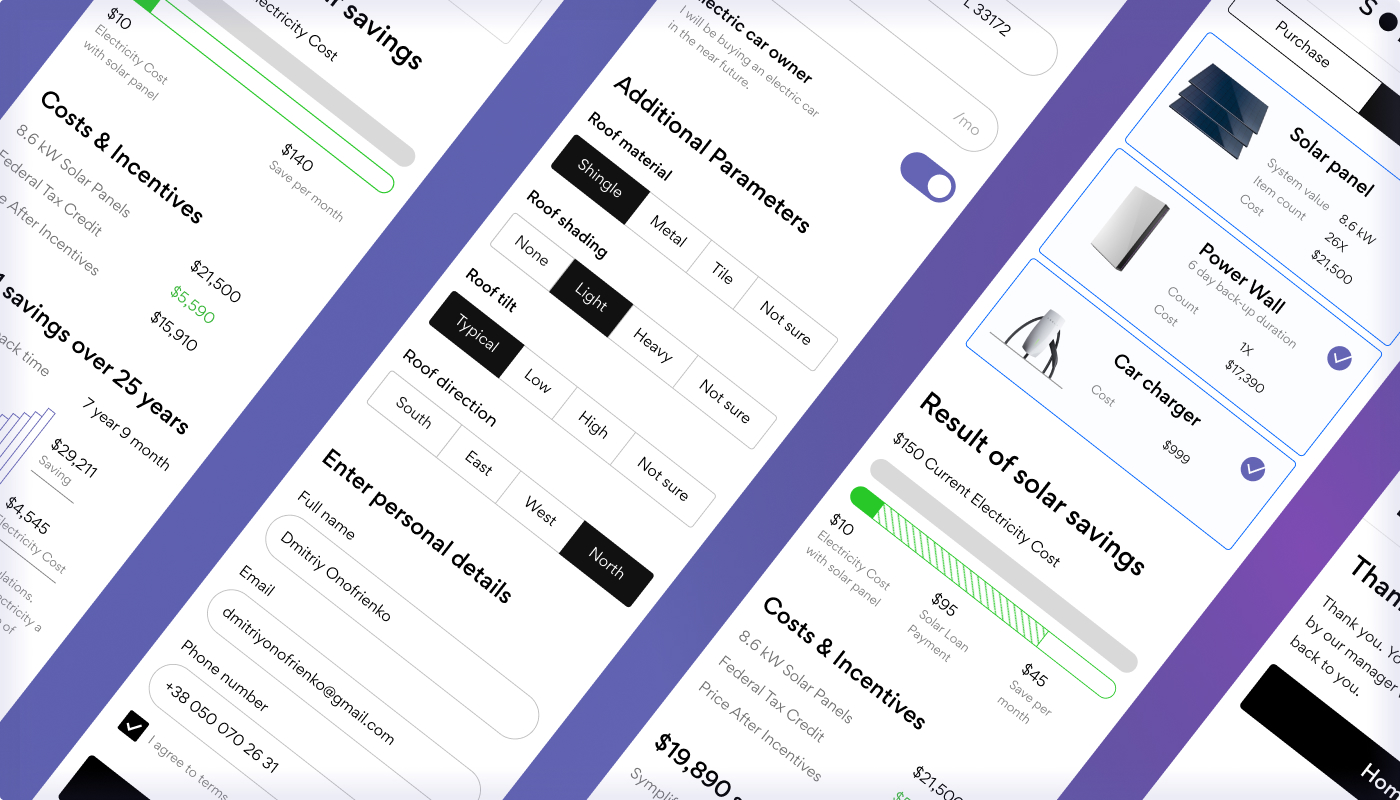 savings
ectricity Cost
$10
Electricity Cost
with solar panel
$140
Save per month
Costs & Incentives
8.6 kW Solar Panels
$21,500
Federal Tax Credit
$5,590
After Incentives
$15,910
savings over 25 years
back time
7 year 9 month
$29,211
Saving
$4,545
Electricity Cost
L 33172
/mo
electric car owner
I will be buying an electric car
in the near future.
Additional Parameters
Roof material
Shingle
Metal
Tile
Not sure
Roof shading
None
Light
Heavy
Not sure
Roof tilt
Typical
Low
High
Not sure
Roof direction
South
East
West
North
Enter personal details
Full name
Dmitriy Onofrienko
Email
dmitriyonofrienko@gmail.com
Phone number
+38 050 070 26 31
I agree to terms
Purchase
Solar panel
System value 8.6 kW
Item count 26X
Cost $21,500
Power Wall
6 day back-up duration
Count 1X
Cost $17,390
Car charger
Cost $999
Result of solar savings
$150 Current Electricity Cost
$10
Electricity Cost
with solar panel
$95
Solar Loan
Payment
$45
Save per
month
Costs & Incentives
8.6 kW Solar Panels
$21,500
Federal Tax Credit
Price After Incentives
$19,890
Thank you.
by our manager
back to you.